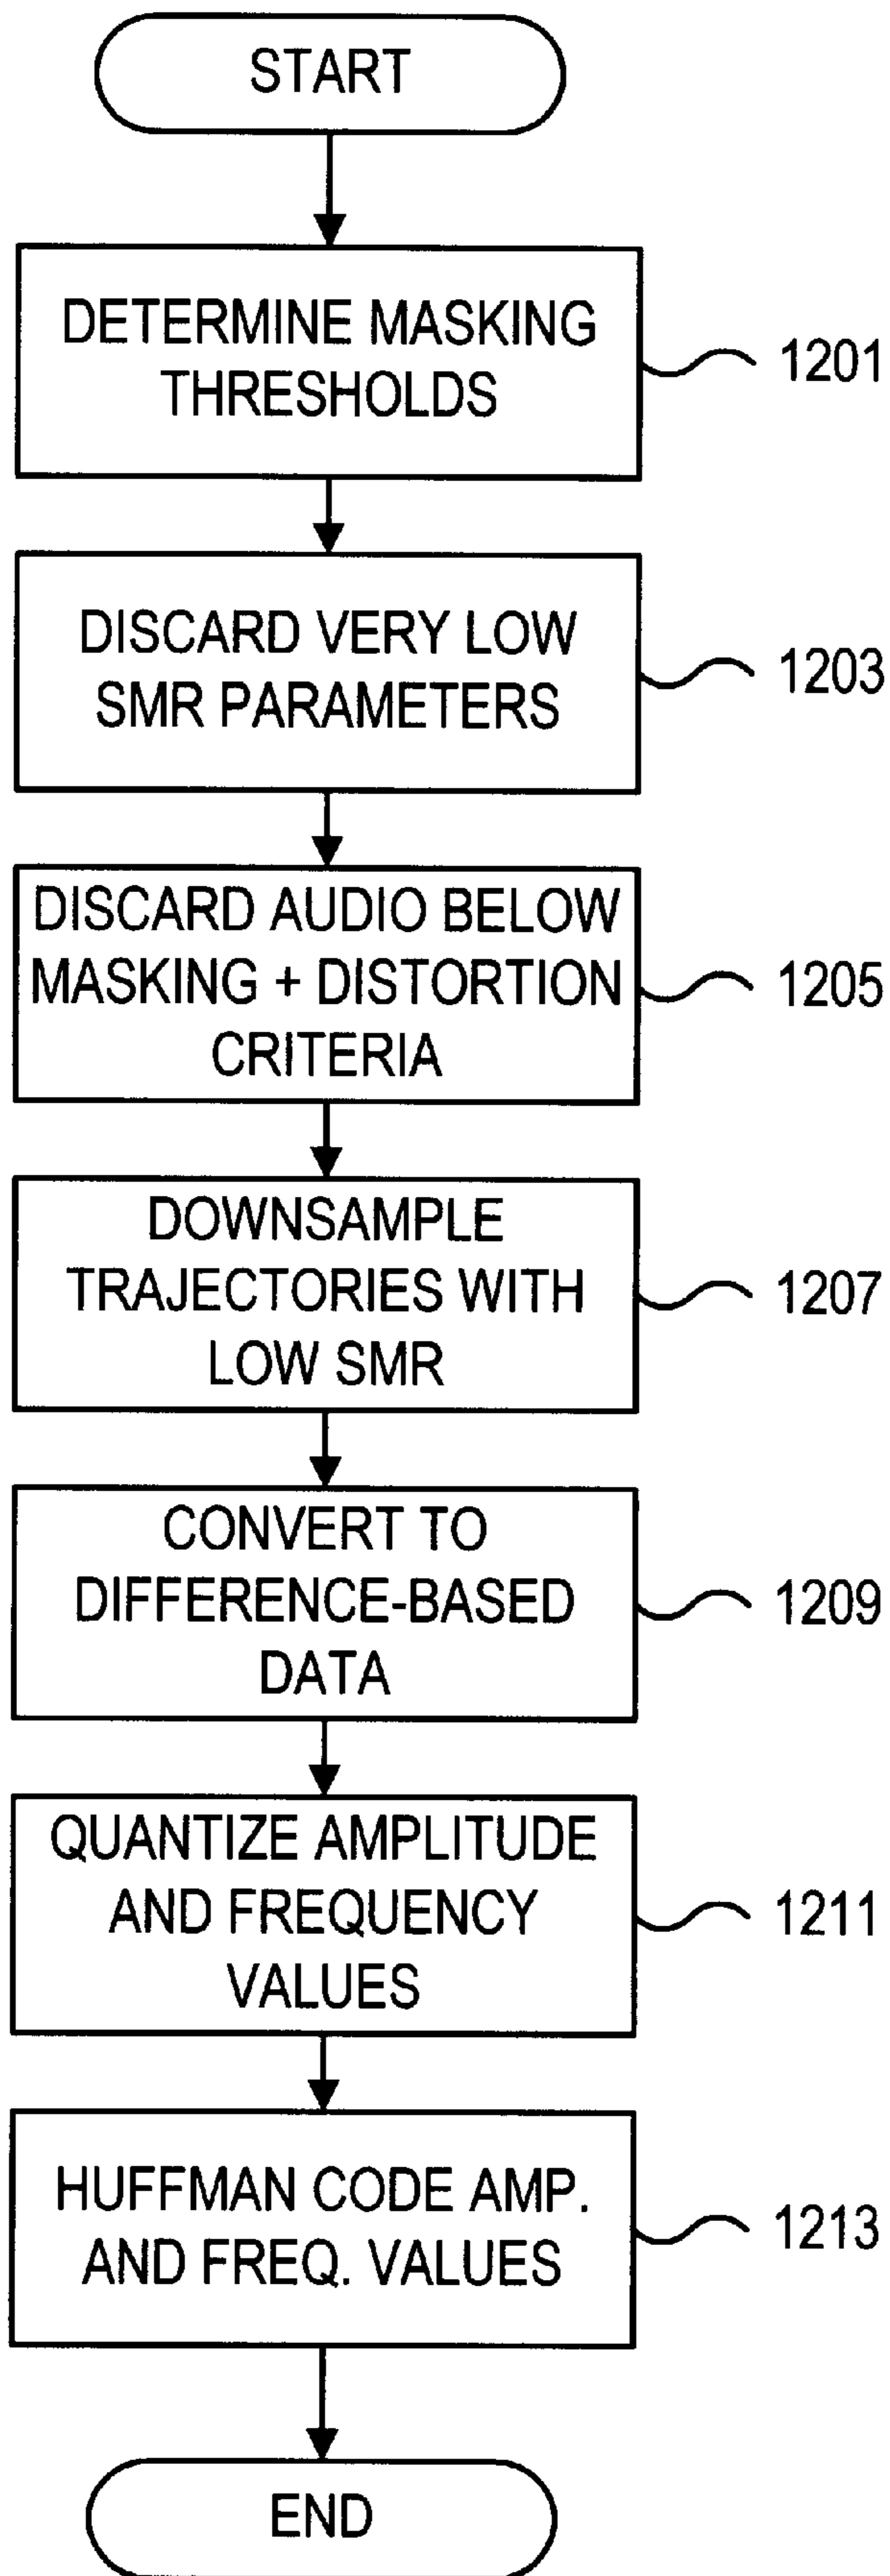 START
DETERMINE MASKING
THRESHOLDS
1201
DISCARD VERY LOW
SMR PARAMETERS
1203
DISCARD AUDIO BELOW
MASKING + DISTORTION
CRITERIA
1205
DOWNSAMPLE
TRAJECTORIES WITH
LOW SMR
1207
CONVERT TO
DIFFERENCE-BASED
DATA
1209
QUANTIZE AMPLITUDE
AND FREQUENCY
VALUES
1211
HUFFMAN CODE AMP.
AND FREQ. VALUES
1213
END